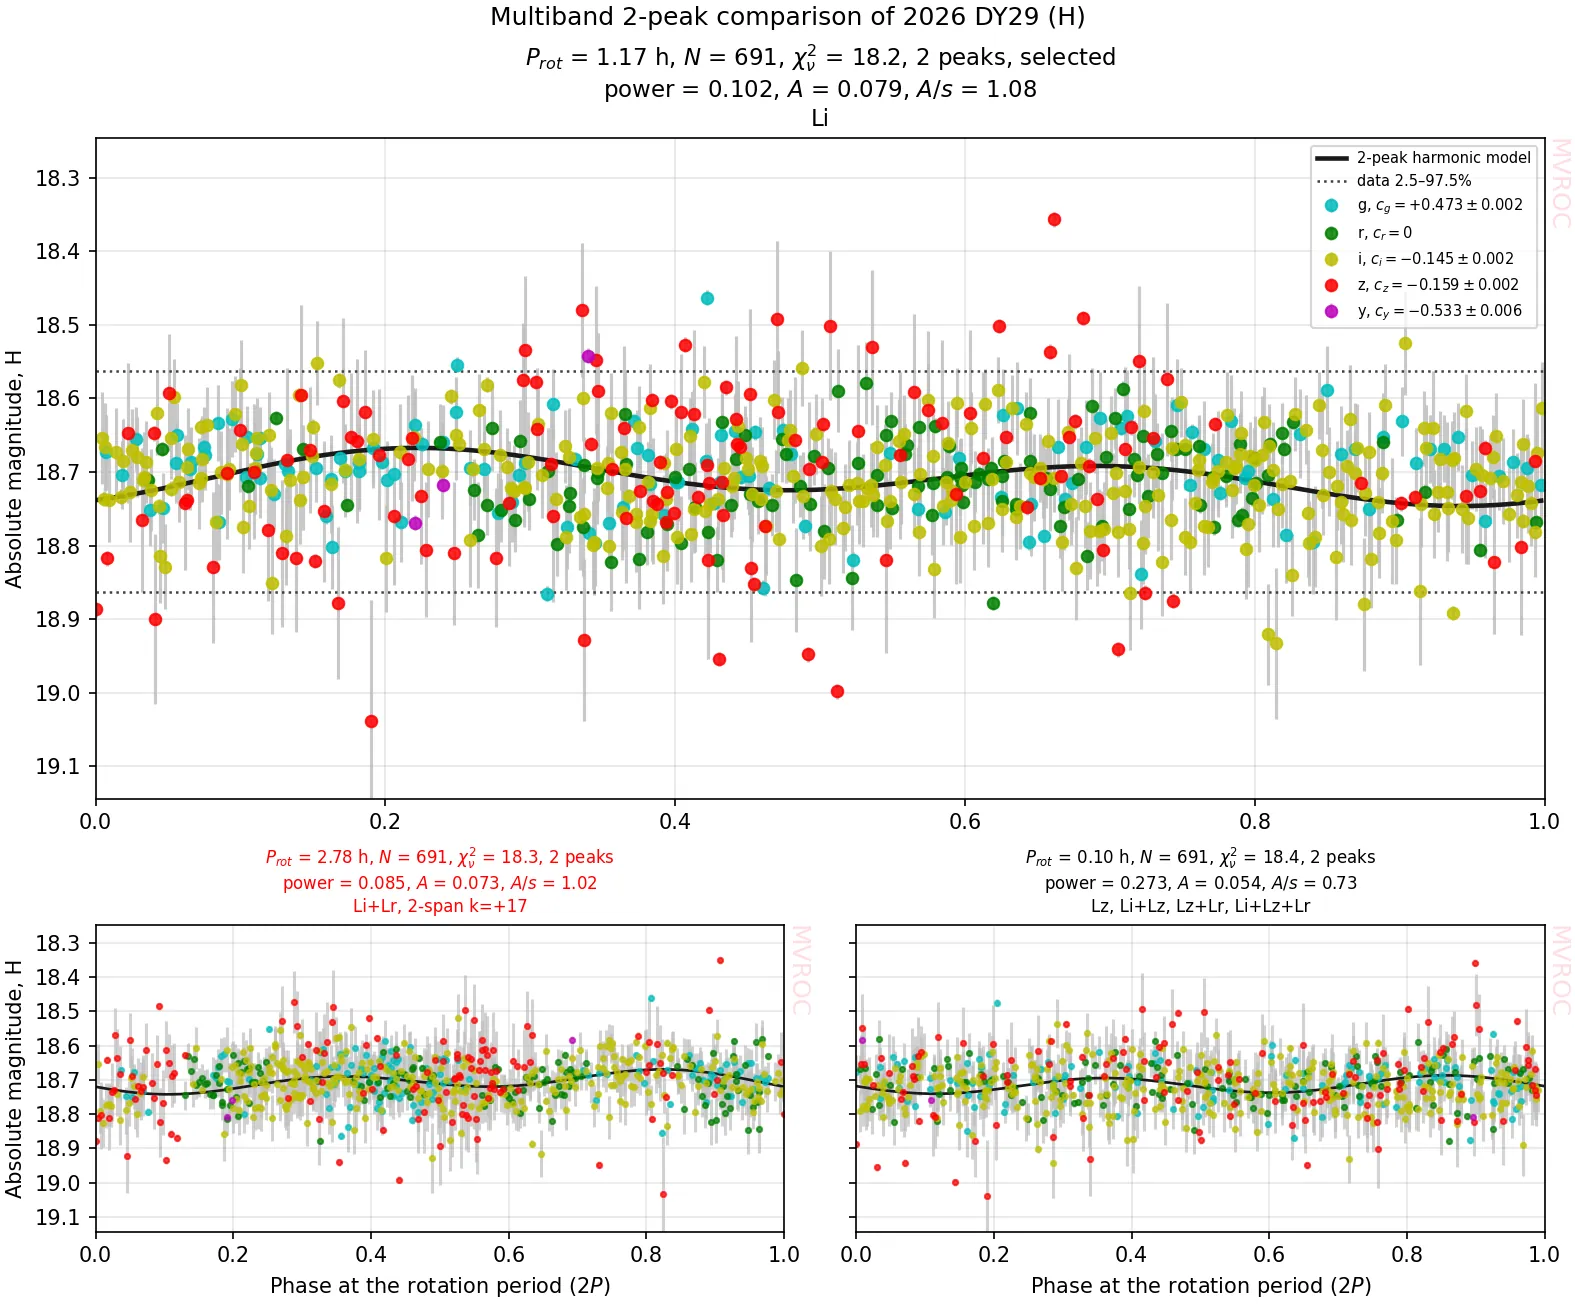 Multiband 2-peak comparison of 2026 DY29 (H)
P_rot = 1.17 h, N = 691, χ²_ν = 18.2, 2 peaks, selected
power = 0.102, A = 0.079, A/s = 1.08
Li
Absolute magnitude, H
18.3
18.4
18.5
18.6
18.7
18.8
18.9
19.0
19.1
0.0 0.2 0.4 0.6 0.8 1.0
2-peak harmonic model
data 2.5–97.5%
g, c_g = +0.473 ± 0.002
r, c_r = 0
i, c_i = −0.145 ± 0.002
z, c_z = −0.159 ± 0.002
y, c_y = −0.533 ± 0.006
MVROC
P_rot = 2.78 h, N = 691, χ²_ν = 18.3, 2 peaks
power = 0.085, A = 0.073, A/s = 1.02
Li+Lr, 2-span k=+17
Absolute magnitude, H
18.3
18.4
18.5
18.6
18.7
18.8
18.9
19.0
19.1
0.0 0.2 0.4 0.6 0.8 1.0
Phase at the rotation period (2P)
MVROC
P_rot = 0.10 h, N = 691, χ²_ν = 18.4, 2 peaks
power = 0.273, A = 0.054, A/s = 0.73
Lz, Li+Lz, Lz+Lr, Li+Lz+Lr
0.0 0.2 0.4 0.6 0.8 1.0
Phase at the rotation period (2P)
MVROC